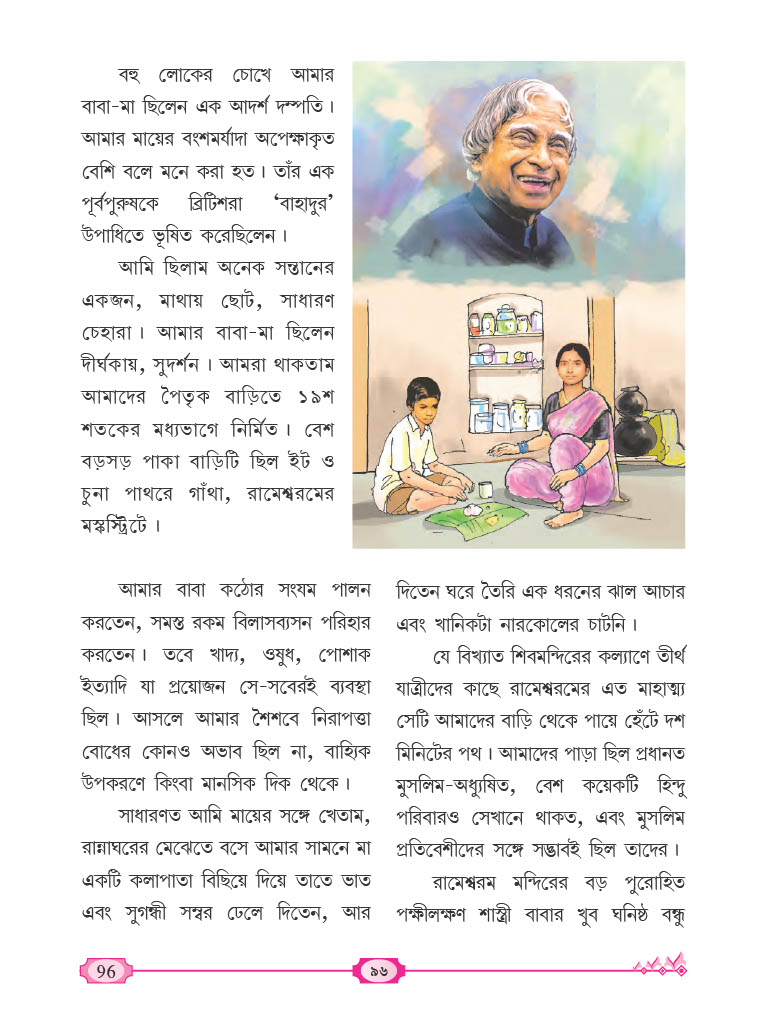 বহু লোকের চোখে আমার
বাবা-মা ছিলেন এক আদর্শ দম্পতি।
আমার মায়ের বংশমর্যাদা অপেক্ষাকৃত
বেশি বলে মনে করা হত। তাঁর এক
পূর্বপুরুষকে ব্রিটিশরা ‘বাহাদুর’
উপাধিতে ভূষিত করেছিলেন।
আমি ছিলাম অনেক সন্তানের
একজন, মাথায় ছোট, সাধারণ
চেহারা। আমার বাবা-মা ছিলেন
দীর্ঘকায়, সুদর্শন। আমরা থাকতাম
আমাদের পৈতৃক বাড়িতে ১৯শ
শতকের মধ্যভাগে নির্মিত। বেশ
বড়সড় পাকা বাড়িটি ছিল ইট ও
চুনা পাথরে গাঁথা, রামেশ্বরমের
মস্কস্ট্রিটে।
আমার বাবা কঠোর সংযম পালন
করতেন, সমস্ত রকম বিলাসব্যসন পরিহার
করতেন। তবে খাদ্য, ওষুধ, পোশাক
ইত্যাদি যা প্রয়োজন সে-সবেরই ব্যবস্থা
ছিল। আসলে আমার শৈশবে নিরাপত্তা
বোধের কোনও অভাব ছিল না, বাহ্যিক
উপকরণে কিংবা মানসিক দিক থেকে।
সাধারণত আমি মায়ের সঙ্গে খেতাম,
রান্নাঘরের মেঝেতে বসে আমার সামনে মা
একটি কলাপাতা বিছিয়ে দিয়ে তাতে ভাত
এবং সুগন্ধী সম্বর ঢেলে দিতেন, আর
দিতেন ঘরে তৈরি এক ধরনের ঝাল আচার
এবং খানিকটা নারকোলের চাটনি।
যে বিখ্যাত শিবমন্দিরের কল্যাণে তীর্থ
যাত্রীদের কাছে রামেশ্বরমের এত মাহাত্ম্য
সেটি আমাদের বাড়ি থেকে পায়ে হেঁটে দশ
মিনিটের পথ। আমাদের পাড়া ছিল প্রধানত
মুসলিম-অধ্যুষিত, বেশ কয়েকটি হিন্দু
পরিবারও সেখানে থাকত, এবং মুসলিম
প্রতিবেশীদের সঙ্গে সদ্ভাবই ছিল তাদের।
রামেশ্বরম মন্দিরের বড় পুরোহিত
পক্ষীলক্ষণ শাস্ত্রী বাবার খুব ঘনিষ্ঠ বন্ধু
96
৯৬